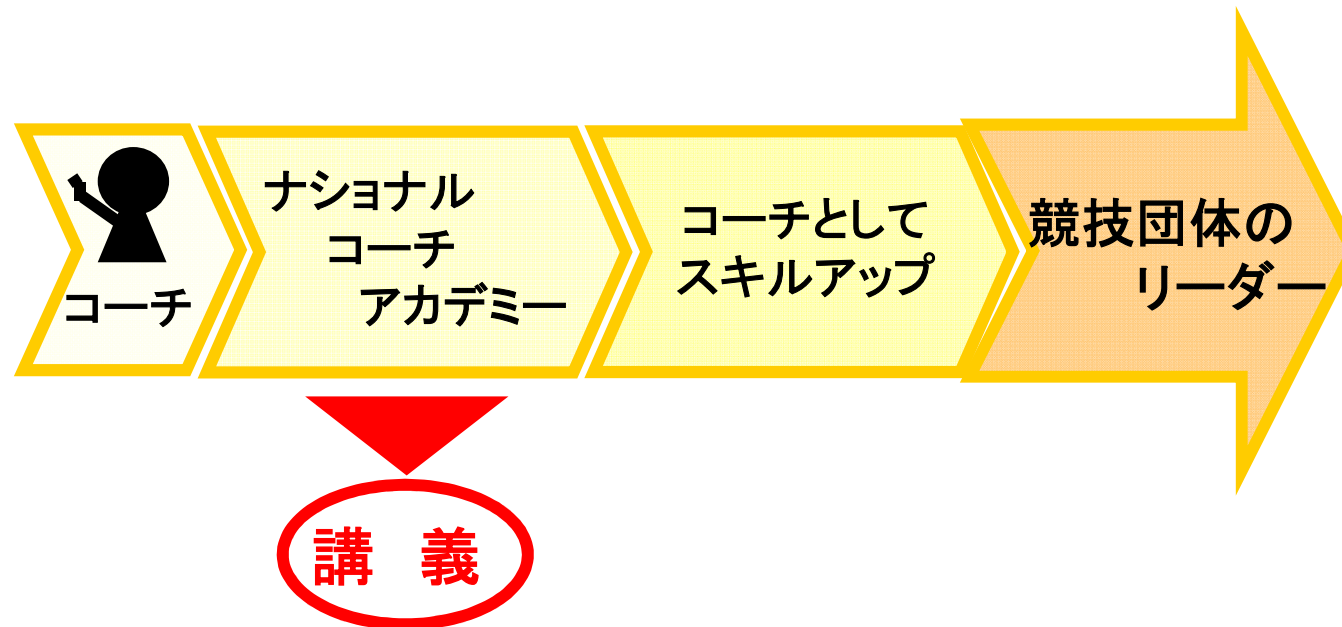 コーチ
ナショナル
コーチ
アカデミー
コーチとして
スキルアップ
競技団体の
リーダー
講　義